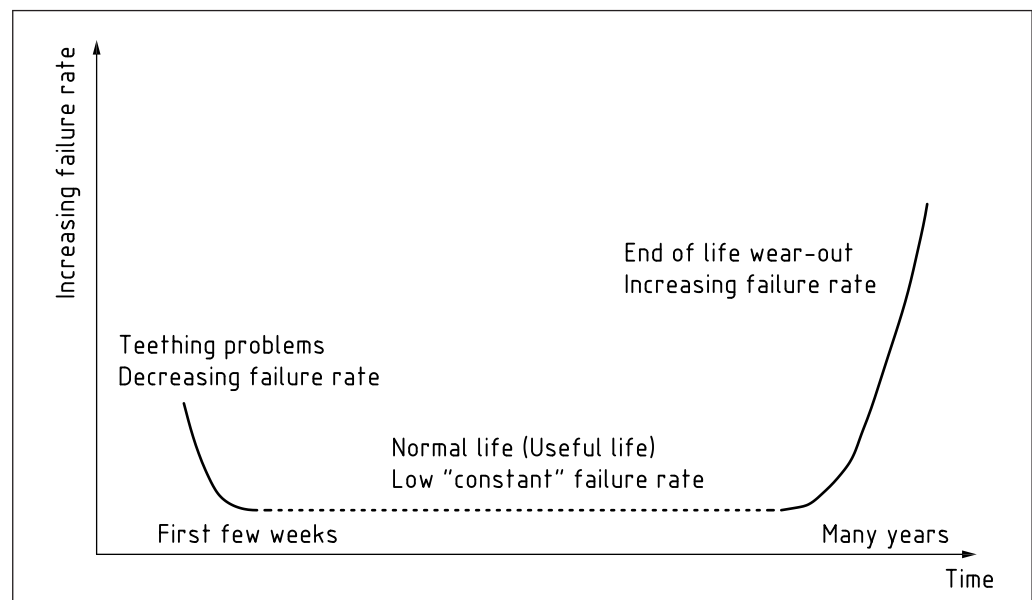 Increasing failure rate
End of life wear-out
Increasing failure rate
Teething problems
Decreasing failure rate
Normal life (Useful life)
Low "constant" failure rate
First few weeks
Many years
Time